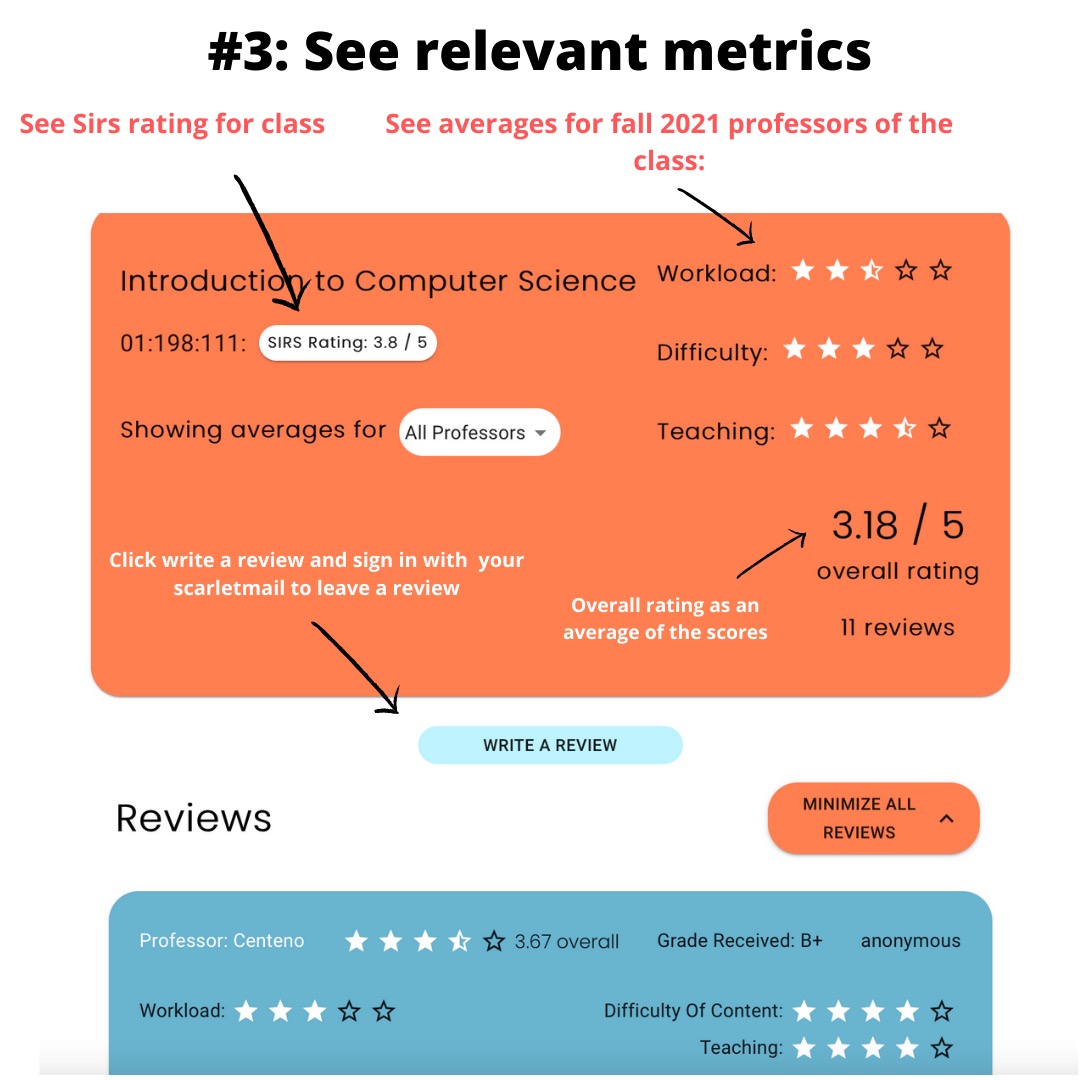 #3: See relevant metrics
See Sirs rating for class
See averages for fall 2021 professors of the
class:
Introduction to Computer Science
Workload:
01:198:111:
SIRS Rating: 3.8 / 5
Difficulty:
Showing averages for
All Professors
Teaching:
3.18 / 5
overall rating
11 reviews
Click write a review and sign in with your
scarletmail to leave a review
Overall rating as an
average of the scores
WRITE A REVIEW
Reviews
MINIMIZE ALL
REVIEWS
Professor: Centeno
3.67 overall
Grade Received: B+
anonymous
Workload:
Difficulty Of Content:
Teaching: